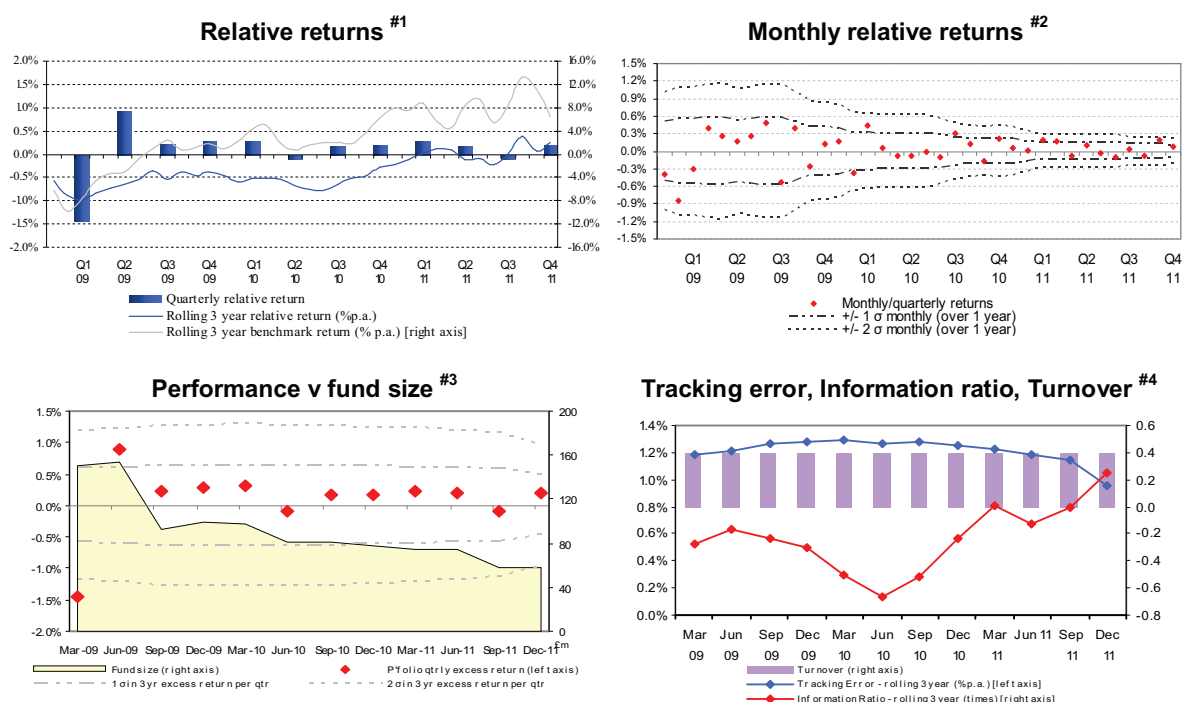 Relative returns #1
2.0%
1.5%
1.0%
0.5%
0.0%
-0.5%
-1.0%
-1.5%
-2.0%
16.0%
12.0%
8.0%
4.0%
0.0%
-4.0%
-8.0%
-12.0%
-16.0%
Q1 Q2 Q3 Q4 Q1 Q2 Q3 Q4 Q1 Q2 Q3 Q4
09 09 09 09 10 10 10 10 11 11 11 11
Quarterly relative return
Rolling 3 year relative return (%p.a.)
Rolling 3 year benchmark return (% p.a.) [right axis]
Monthly relative returns #2
1.5%
1.2%
0.9%
0.6%
0.3%
0.0%
-0.3%
-0.6%
-0.9%
-1.2%
-1.5%
Q1 Q2 Q3 Q4 Q1 Q2 Q3 Q4 Q1 Q2 Q3 Q4
09 09 09 09 10 10 10 10 11 11 11 11
Monthly/quarterly returns
+/- 1 σ monthly (over 1 year)
+/- 2 σ monthly (over 1 year)
Performance v fund size #3
1.5%
1.0%
0.5%
0.0%
-0.5%
-1.0%
-1.5%
-2.0%
200
160
120
80
40
0
£m
Mar-09 Jun-09 Sep-09 Dec-09 Mar-10 Jun-10 Sep-10 Dec-10 Mar-11 Jun-11 Sep-11 Dec-11
Fund size (right axis)
P'folio qtrly excess return (left axis)
1 σ in 3 yr excess return per qtr
2 σ in 3 yr excess return per qtr
Tracking error, Information ratio, Turnover #4
1.4%
1.2%
1.0%
0.8%
0.6%
0.4%
0.2%
0.0%
0.6
0.4
0.2
0.0
-0.2
-0.4
-0.6
-0.8
Mar Jun Sep Dec Mar Jun Sep Dec Mar Jun 11 Sep Dec
09 09 09 09 10 10 10 10 11 11 11
Turnover (right axis)
Tracking Error - rolling 3 year (%p.a.) [left axis]
Information Ratio - rolling 3 year (times) [right axis]